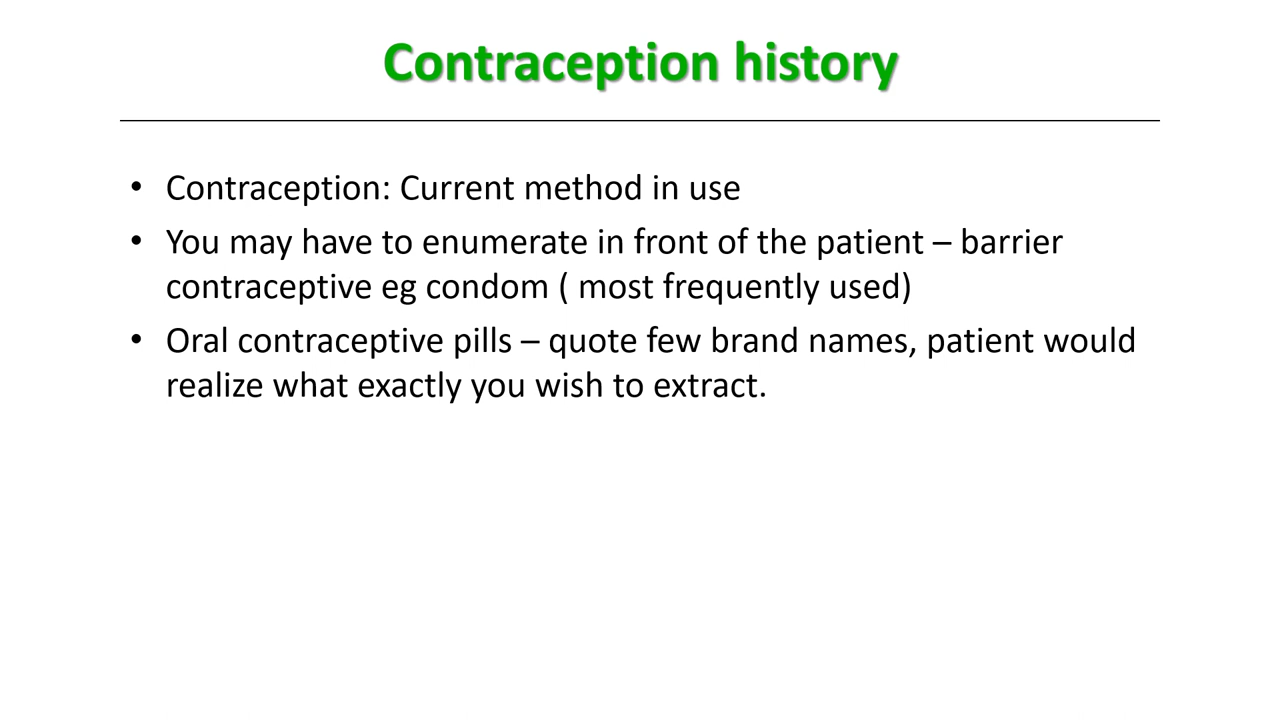 Contraception history
• Contraception: Current method in use
• You may have to enumerate in front of the patient – barrier
contraceptive eg condom ( most frequently used)
• Oral contraceptive pills – quote few brand names, patient would
realize what exactly you wish to extract.